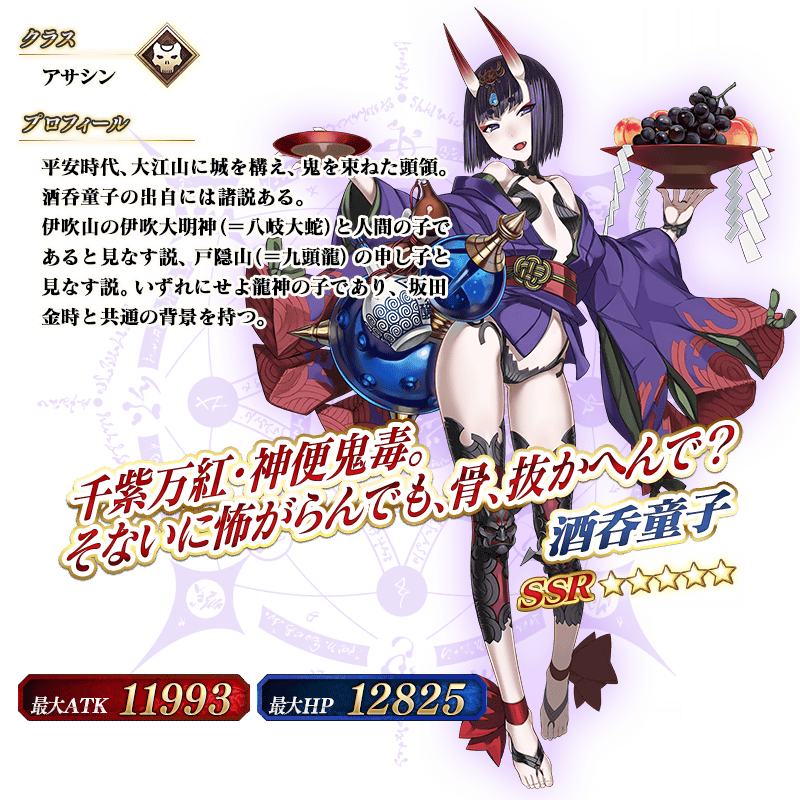 クラス
アサシン
プロフィール
平安時代、大江山に城を構え、鬼を束ねた頭領。
酒呑童子の出自には諸説ある。
伊吹山の伊吹大明神（＝八岐大蛇）と人間の子で
あると見なす説、戸隠山（＝九頭龍）の申し子と
見なす説。いずれにせよ龍神の子であり、坂田
金時と共通の背景を持つ。
千紫万紅・神便鬼毒。
そないに怖がらんでも、骨、抜かへんで？
酒呑童子
SSR ☆☆☆☆☆
最大ATK 11993
最大HP 12825